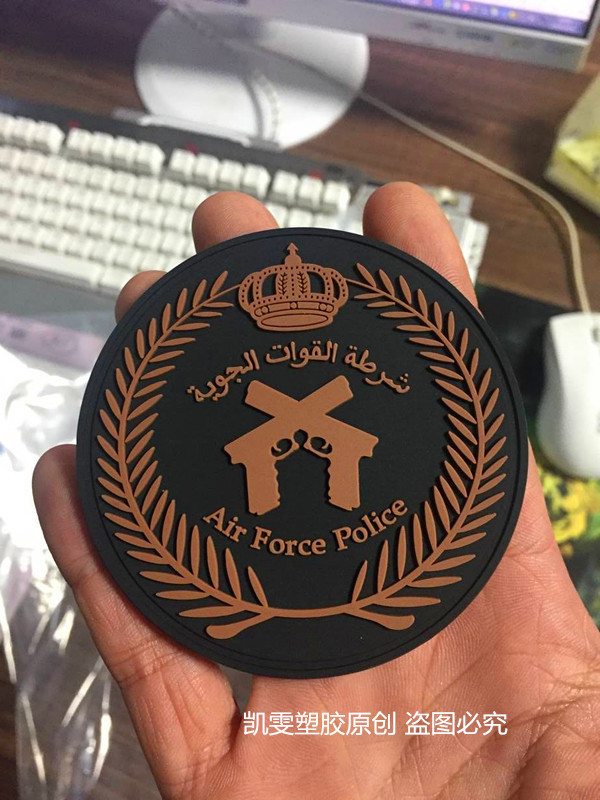 شرطة القوات الجوية
Air Force Police
凯雯塑胶原创 盗图必究